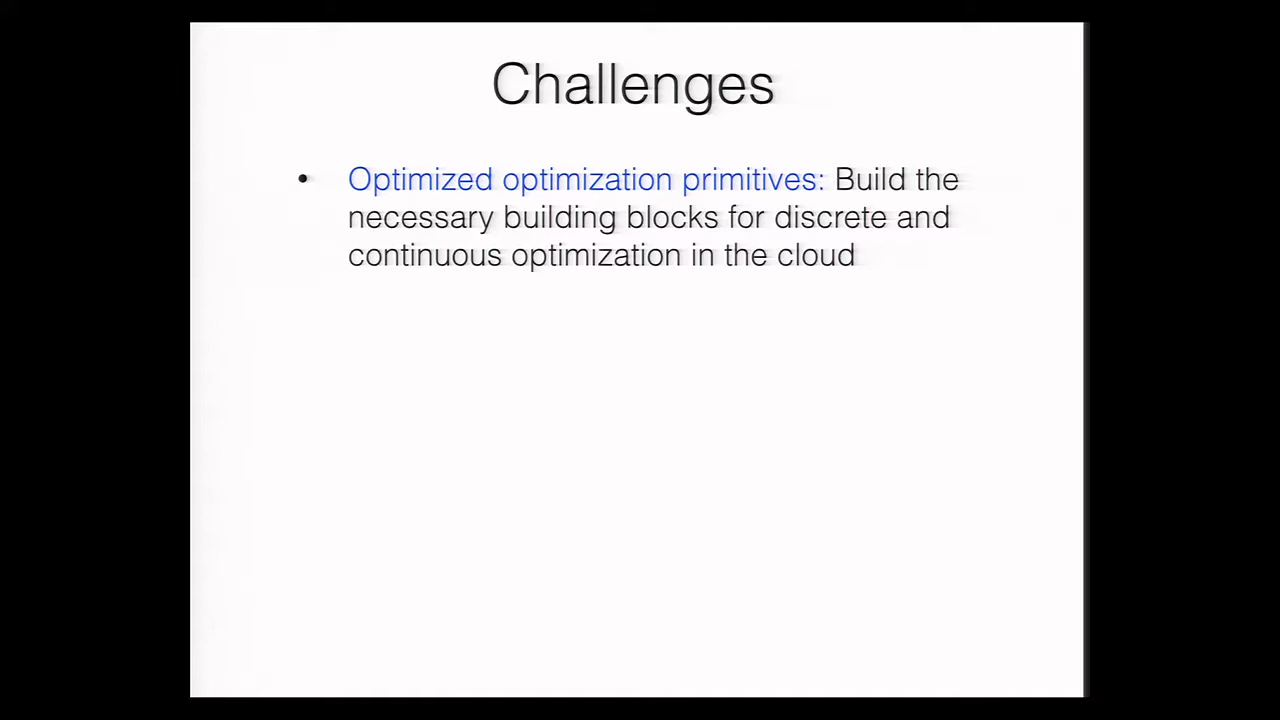 Challenges
• Optimized optimization primitives: Build the
necessary building blocks for discrete and
continuous optimization in the cloud